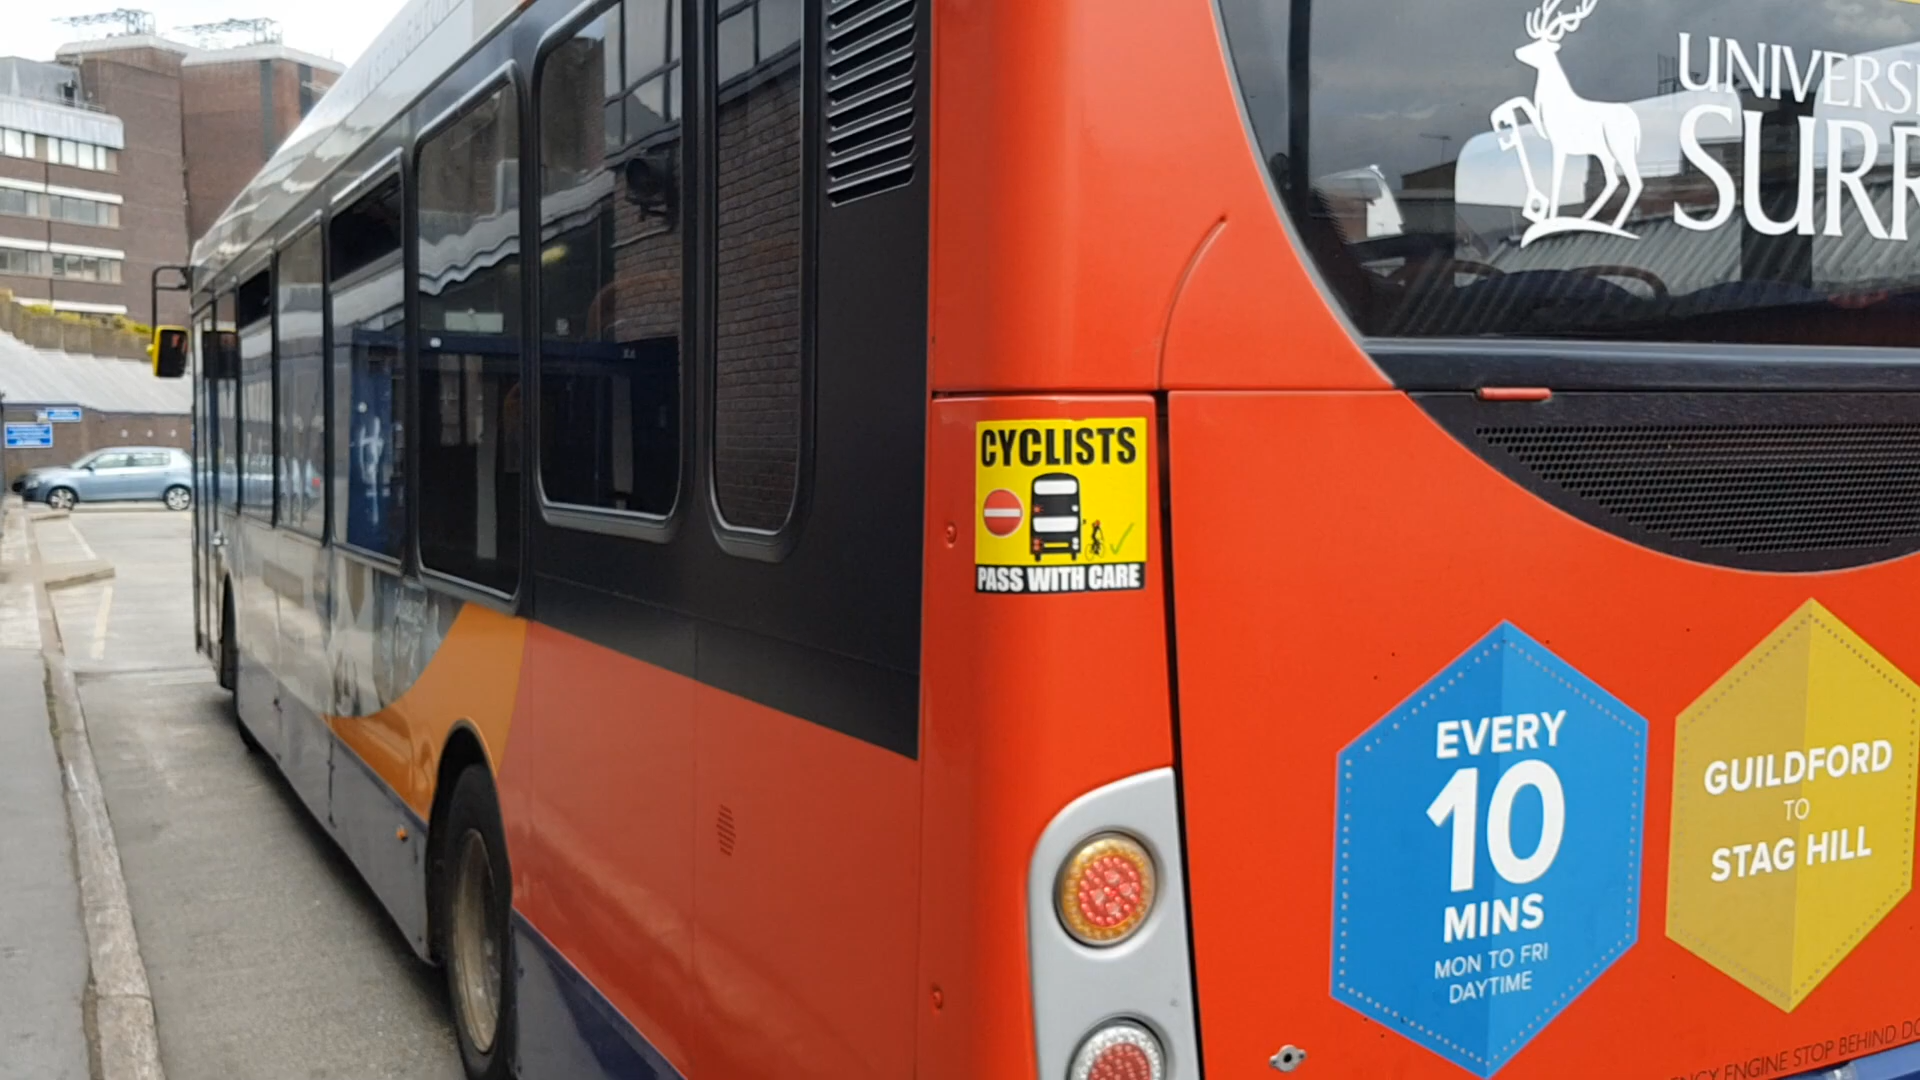 UNIVERSI
SURR
CYCLISTS
PASS WITH CARE
EVERY
10
MINS
MON TO FRI
DAYTIME
GUILDFORD
TO
STAG HILL
ENGINE STOP BEHIND